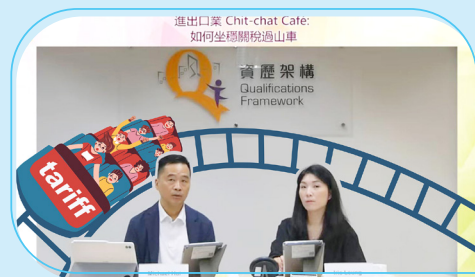 進出口業 Chit-chat Café:
如何坐穩關稅過山車
資歷架構
Qualifications
Framework
tariff